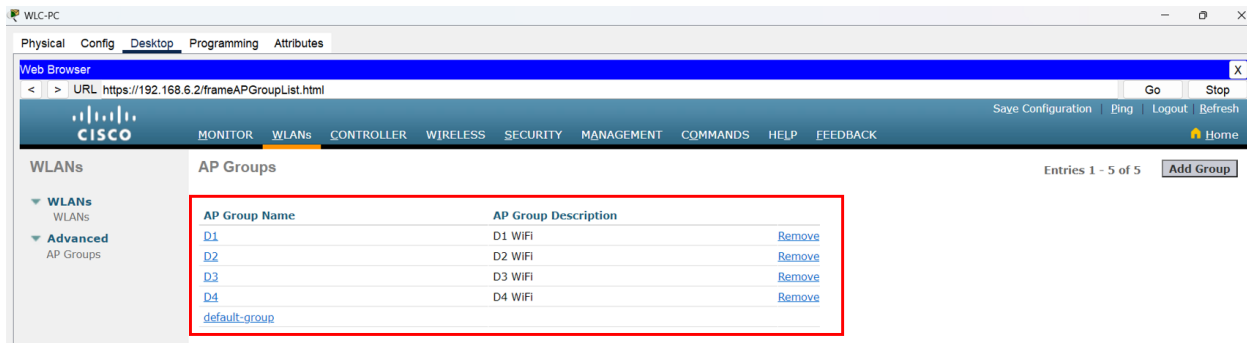 WLC-PC
Physical Config Desktop Programming Attributes
Web Browser X
< > URL https://192.168.6.2/frameAPGroupList.html Go Stop
Save Configuration | Ping | Logout | Refresh
CISCO MONITOR WLANs CONTROLLER WIRELESS SECURITY MANAGEMENT COMMANDS HELP FEEDBACK Home
WLANs AP Groups Entries 1 - 5 of 5 Add Group
WLANs
WLANs
Advanced
AP Groups
AP Group Name AP Group Description
D1 D1 WiFi Remove
D2 D2 WiFi Remove
D3 D3 WiFi Remove
D4 D4 WiFi Remove
default-group